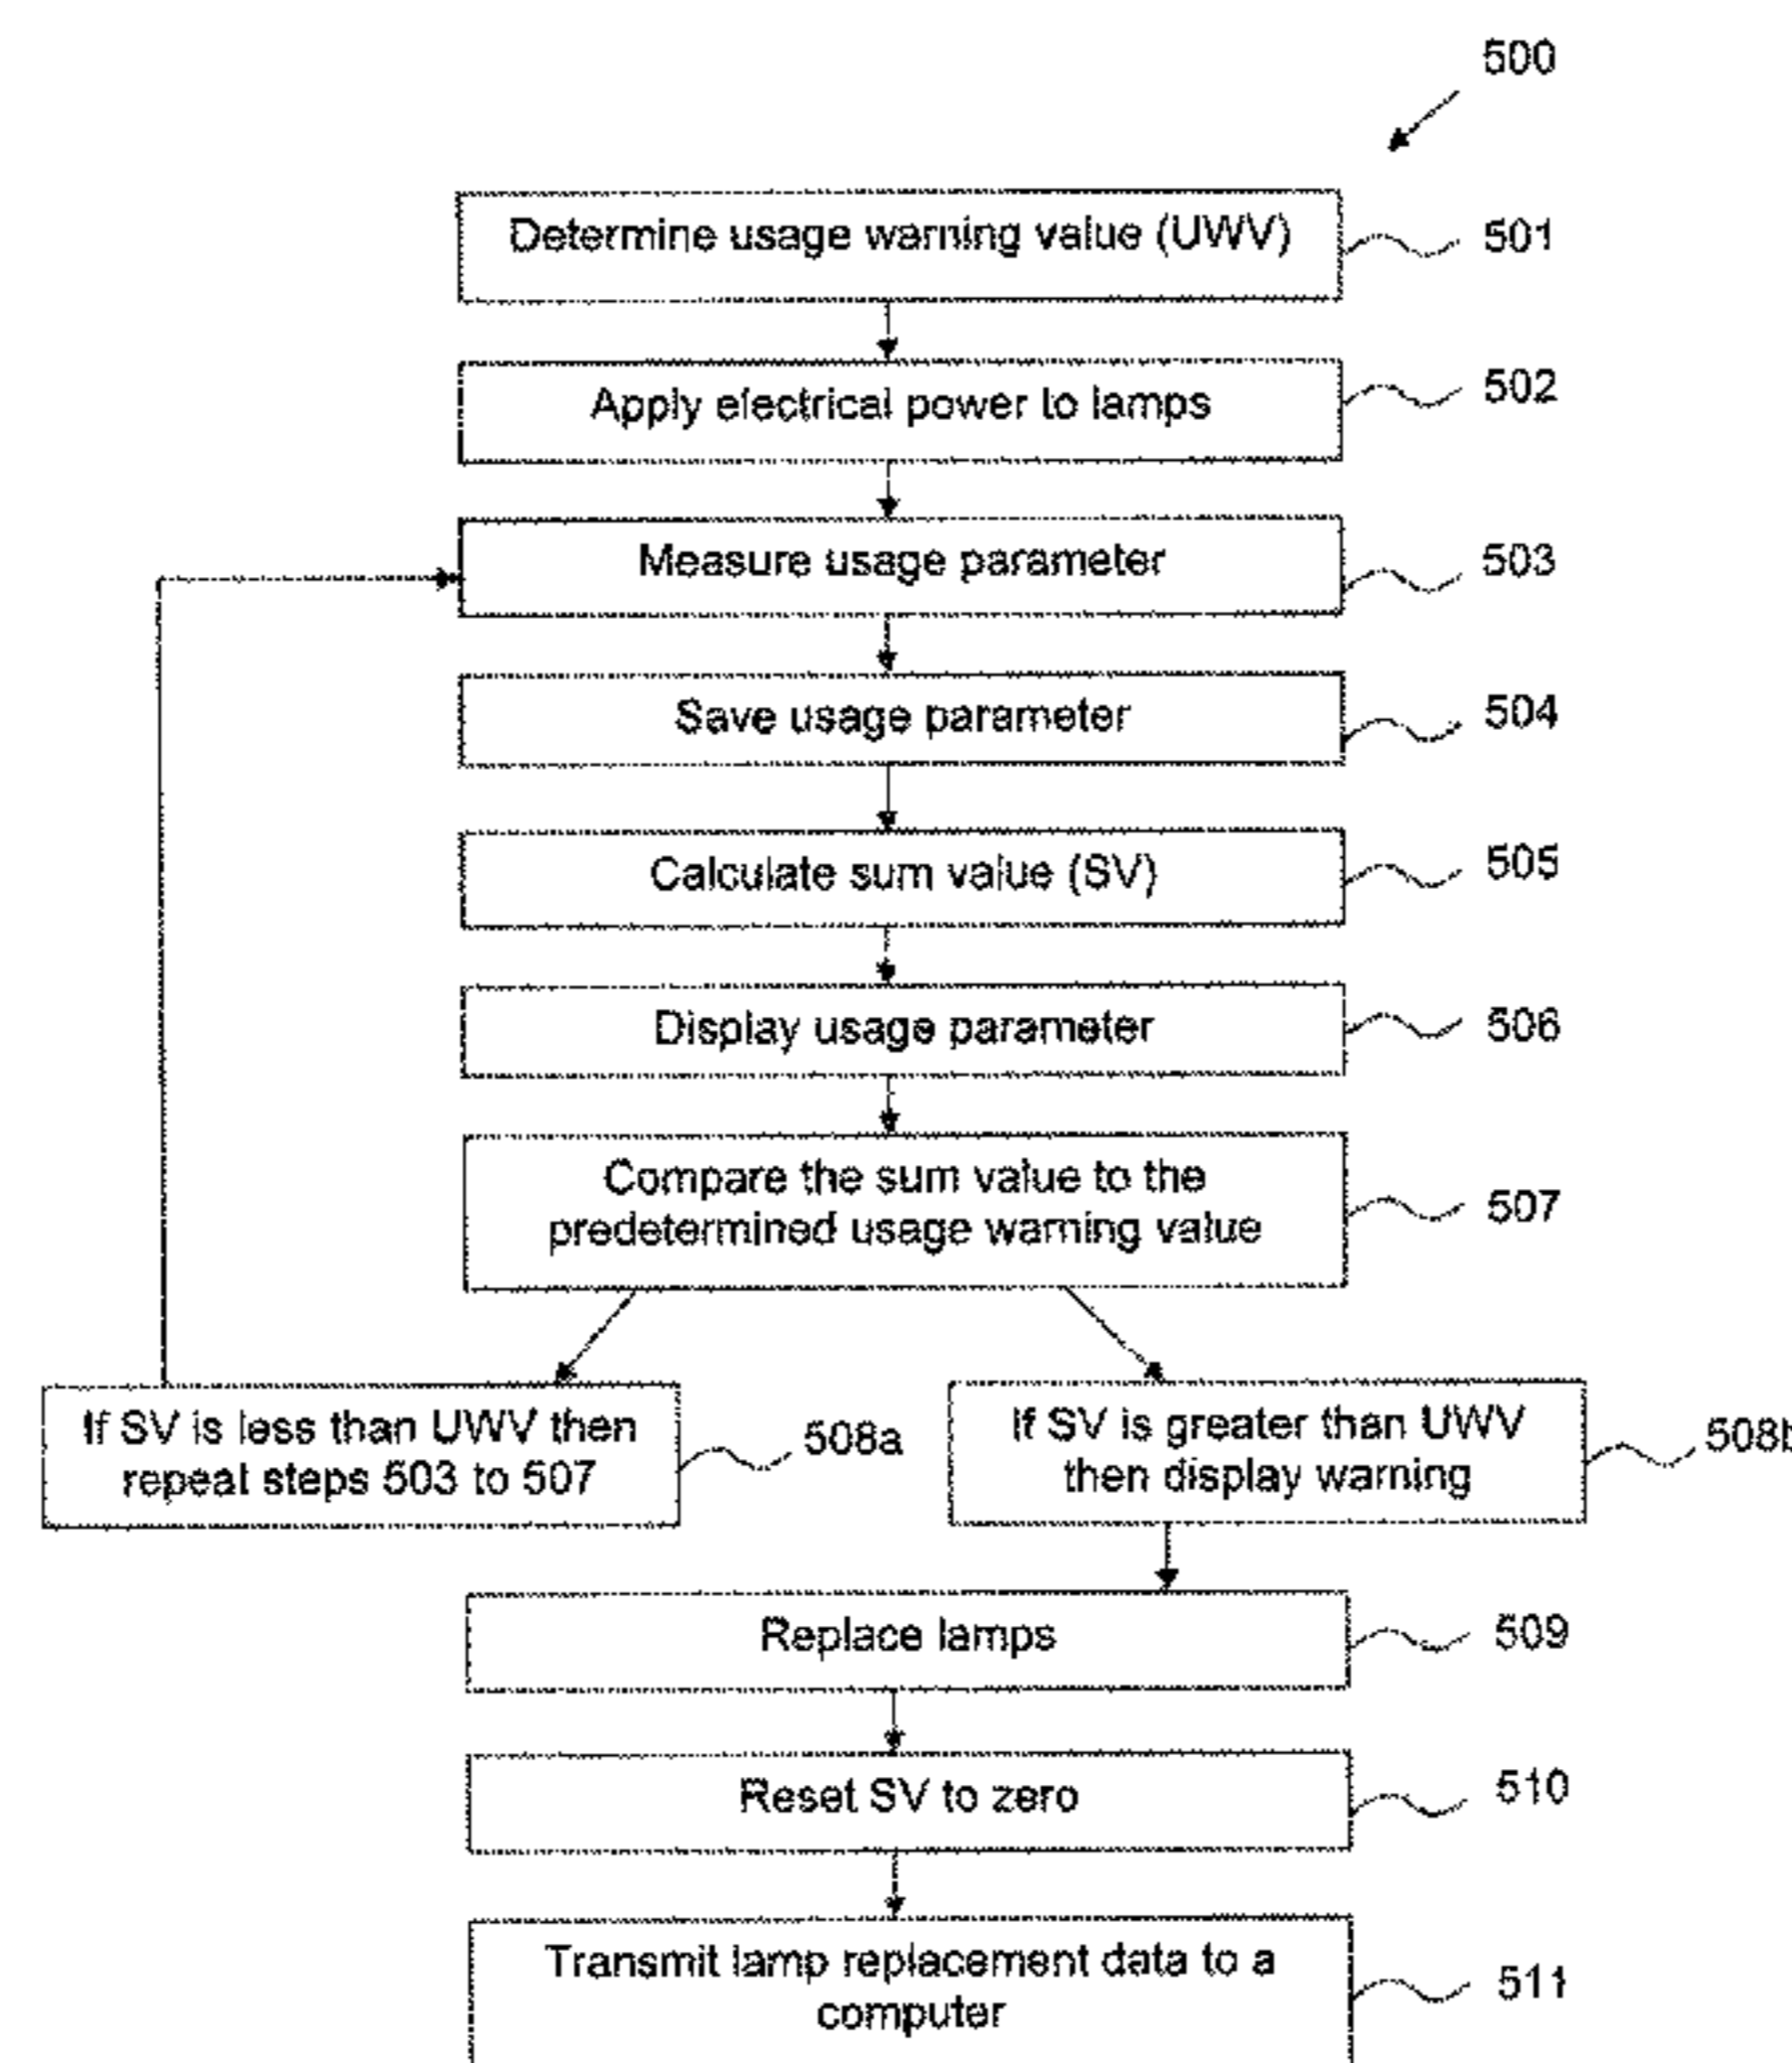 500
Determine usage warning value (UWV)
501
Apply electrical power to lamps
502
Measure usage parameter
503
Save usage parameter
504
Calculate sum value (SV)
505
Display usage parameter
506
Compare the sum value to the
predetermined usage warning value
507
If SV is less than UWV then
repeat steps 503 to 507
508a
If SV is greater than UWV
then display warning
508b
Replace lamps
509
Reset SV to zero
510
Transmit lamp replacement data to a
computer
511